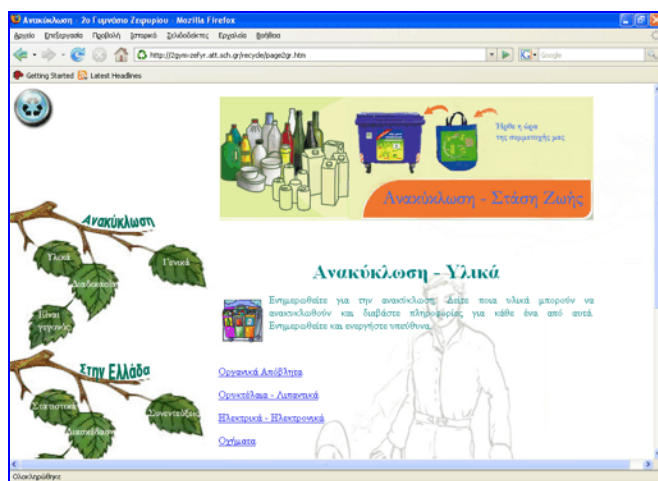 Ανακύκλωση - 2ο Γυμνάσιο Ζεφυρίου - Mozilla Firefox
Αρχείο Επεξεργασία Προβολή Ιστορικό Σελιδοδείκτες Εργαλεία Βοήθεια
http://2gym-zefyr.att.sch.gr/recycle/page2gr.htm
Google
Getting Started Latest Headlines
Ήρθε η ώρα
της συμμετοχής μας
Ανακύκλωση - Στάση Ζωής
Ανακύκλωση
Υλικά
Γενικά
Διαδικασία
Είναι
γεγονός
Ανακύκλωση - Υλικά
Ενημερωθείτε για την ανακύκλωση. Δείτε ποια υλικά μπορούν να
ανακυκλωθούν και διαβάστε πληροφορίες για κάθε ένα από αυτά.
Ενημερωθείτε και ενεργήστε υπεύθυνα.
Στην Ελλάδα
Στατιστικά
Συνεντεύξεις
Διασκέδαση
Οργανικά Απόβλητα
Ορυκτέλαια - Λιπαντικά
Ηλεκτρικά - Ηλεκτρονικά
Οχήματα
Ολοκληρώθηκε